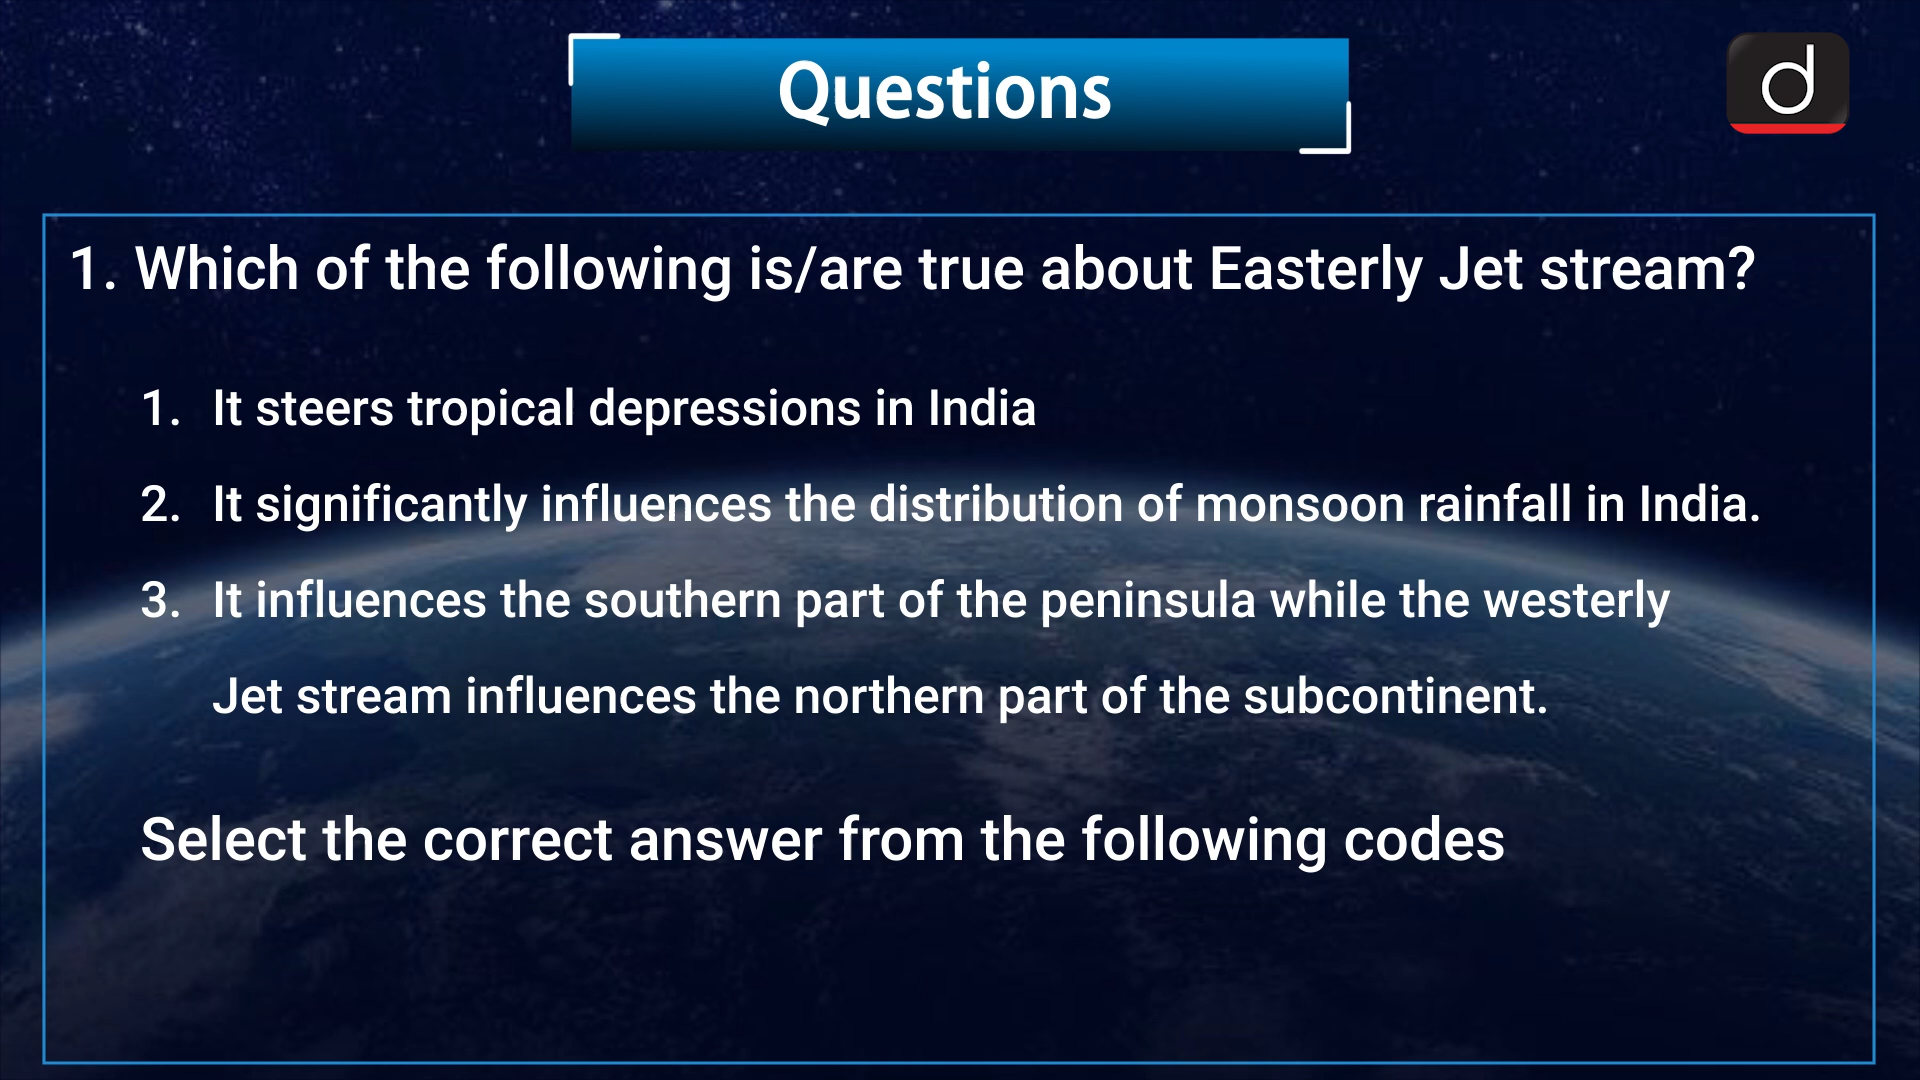 Questions
d
1. Which of the following is/are true about Easterly Jet stream?
1. It steers tropical depressions in India
2. It significantly influences the distribution of monsoon rainfall in India.
3. It influences the southern part of the peninsula while the westerly
Jet stream influences the northern part of the subcontinent.
Select the correct answer from the following codes